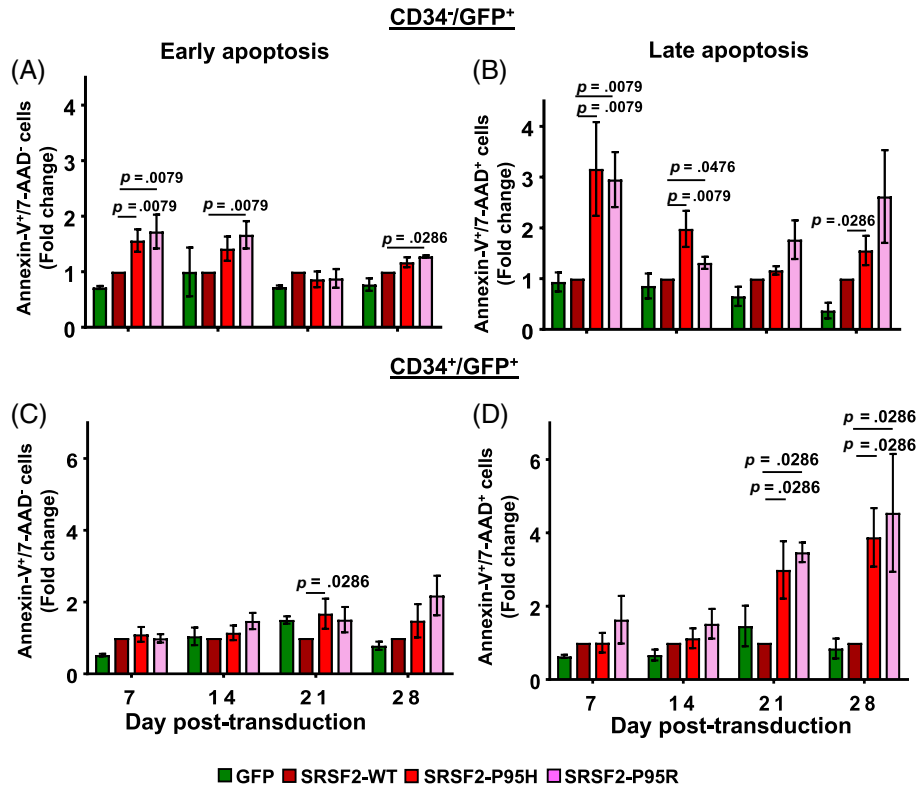 CD34⁻/GFP⁺
Early apoptosis
Late apoptosis
(A)
Annexin-V⁺/7-AAD⁻ cells
(Fold change)
4
3
2
1
0
p = .0079
p = .0079
p = .0079
p = .0286
(B)
Annexin-V⁺/7-AAD⁺ cells
(Fold change)
4
3
2
1
0
p = .0079
p = .0079
p = .0476
p = .0079
p = .0286
CD34⁺/GFP⁺
(C)
Annexin-V⁺/7-AAD⁻ cells
(Fold change)
6
4
2
0
p = .0286
7 14 21 28
Day post-transduction
(D)
Annexin-V⁺/7-AAD⁺ cells
(Fold change)
6
4
2
0
p = .0286
p = .0286
p = .0286
p = .0286
7 14 21 28
Day post-transduction
GFP SRSF2-WT SRSF2-P95H SRSF2-P95R